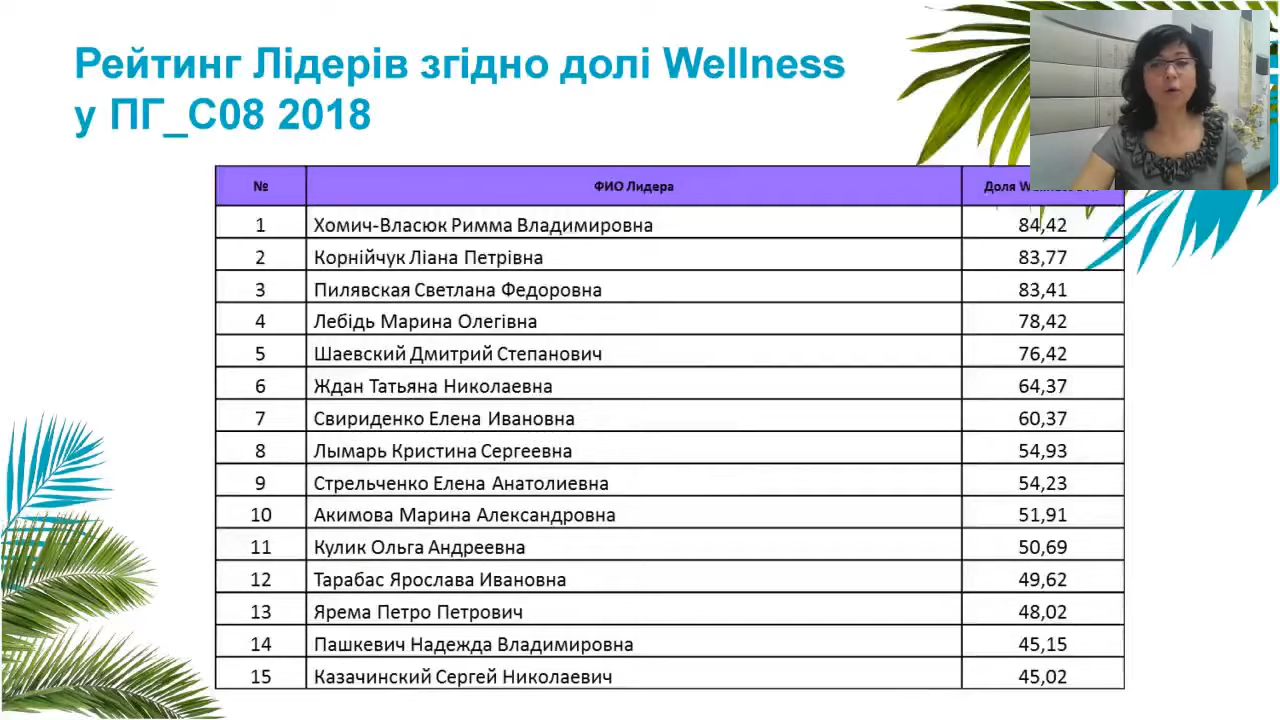 Рейтинг Лідерів згідно долі Wellness
у ПГ_С08 2018
№ ФИО Лидера Доля
1 Хомич-Власюк Римма Владимировна 84,42
2 Корнійчук Ліана Петрівна 83,77
3 Пилявская Светлана Федоровна 83,41
4 Лебідь Марина Олегівна 78,42
5 Шаевский Дмитрий Степанович 76,42
6 Ждан Татьяна Николаевна 64,37
7 Свириденко Елена Ивановна 60,37
8 Лымарь Кристина Сергеевна 54,93
9 Стрельченко Елена Анатолиевна 54,23
10 Акимова Марина Александровна 51,91
11 Кулик Ольга Андреевна 50,69
12 Тарабас Ярослава Ивановна 49,62
13 Ярема Петро Петрович 48,02
14 Пашкевич Надежда Владимировна 45,15
15 Казачинский Сергей Николаевич 45,02